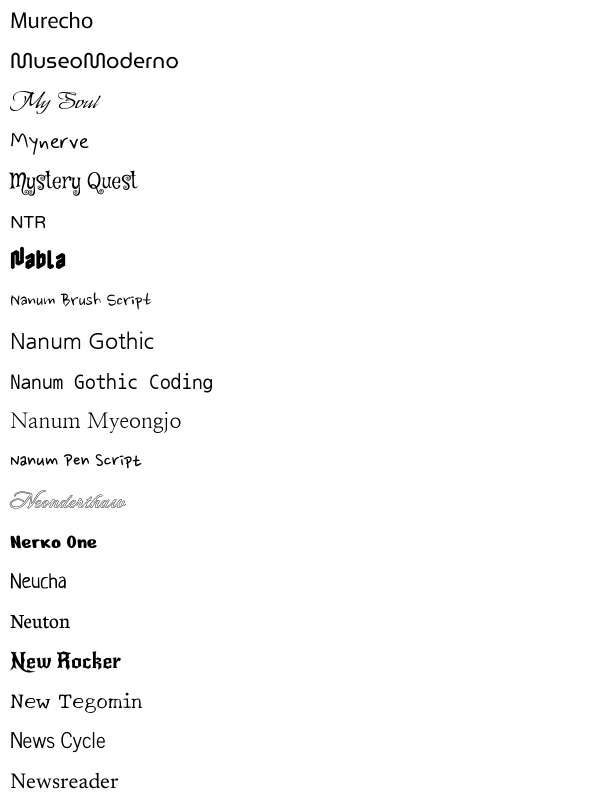 Murecho
MuseoModerno
My Soul
Mynerve
Mystery Quest
NTR
Nabla
Nanum Brush Script
Nanum Gothic
Nanum Gothic Coding
Nanum Myeongjo
Nanum Pen Script
Neonderthaw
Nerko One
Neucha
Neuton
New Rocker
New Tegomin
News Cycle
Newsreader